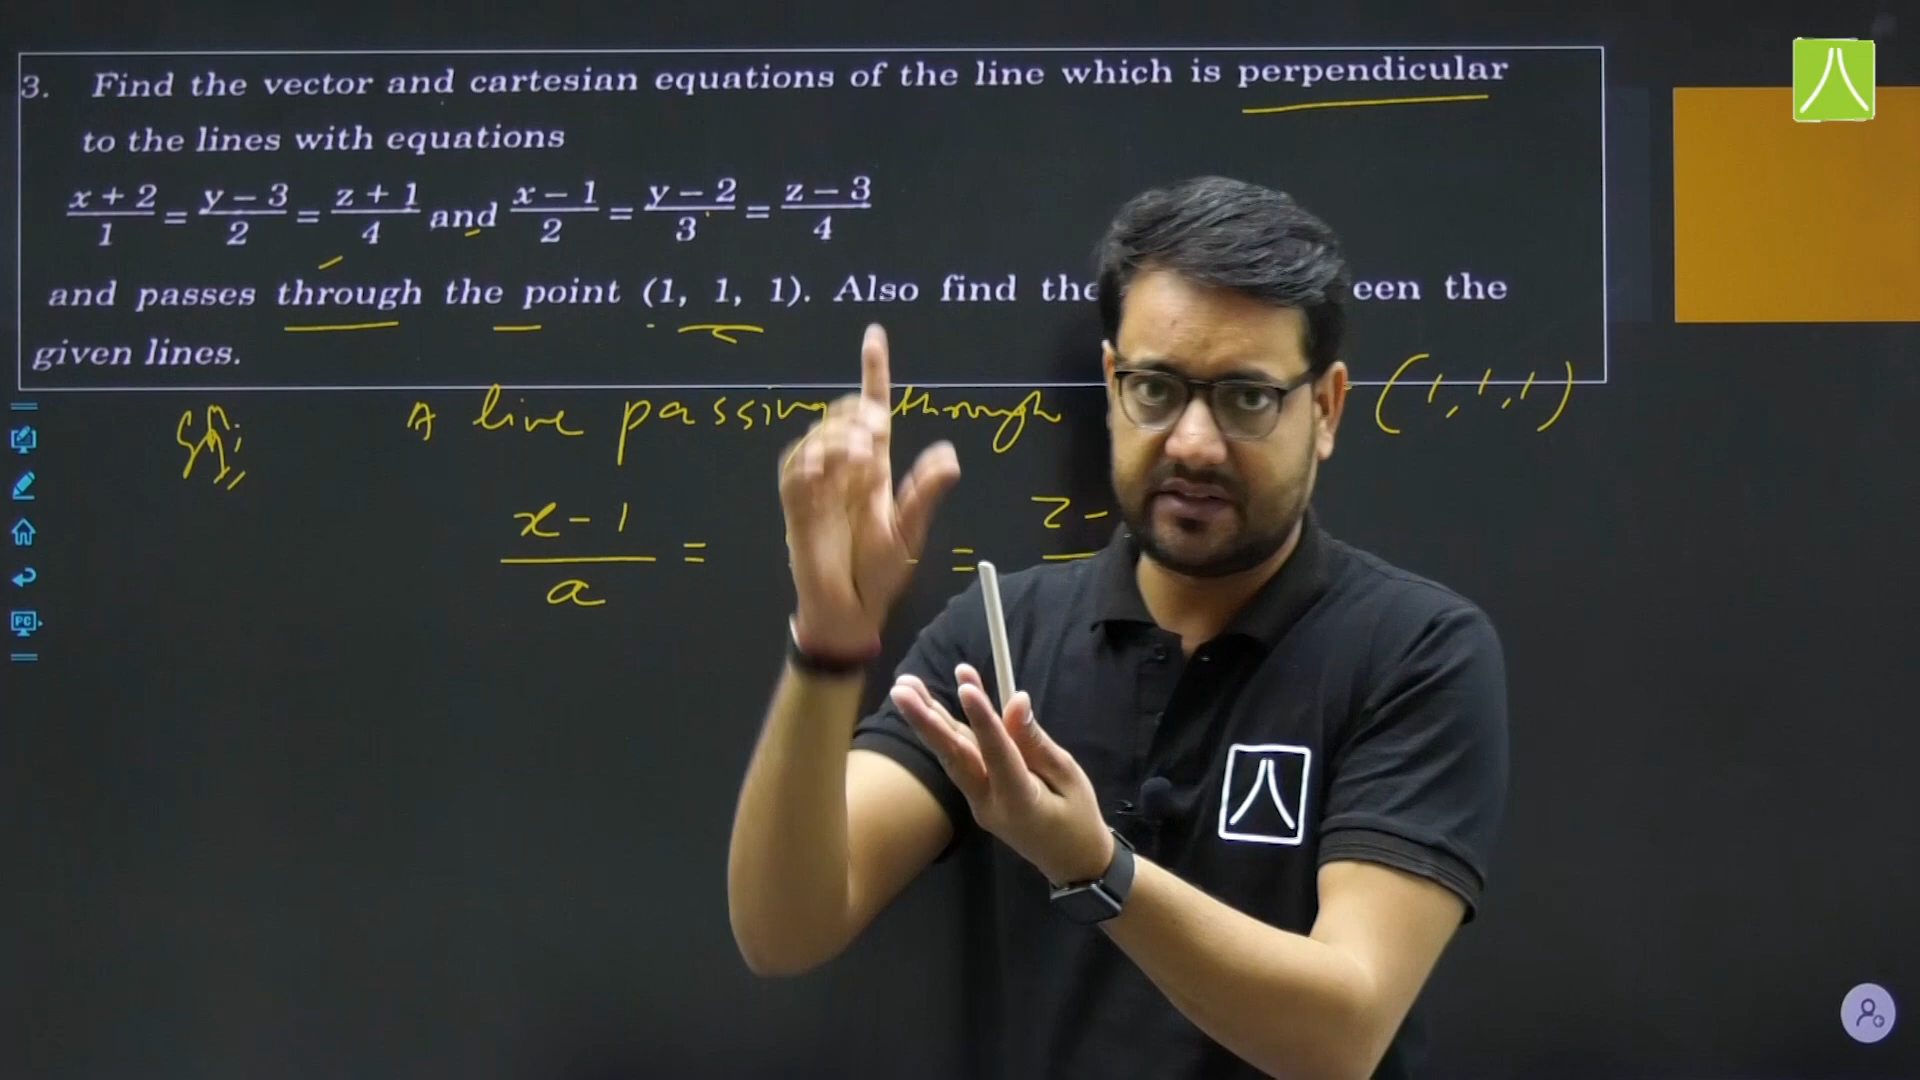 3. Find the vector and cartesian equations of the line which is perpendicular
to the lines with equations
x + 2 / 1 = y − 3 / 2 = z + 1 / 4 and x − 1 / 2 = y − 2 / 3 = z − 3 / 4
and passes through the point (1, 1, 1). Also find the een the
given lines.
A line passing through (1, 1, 1)
x - 1 / a = = z -
PC